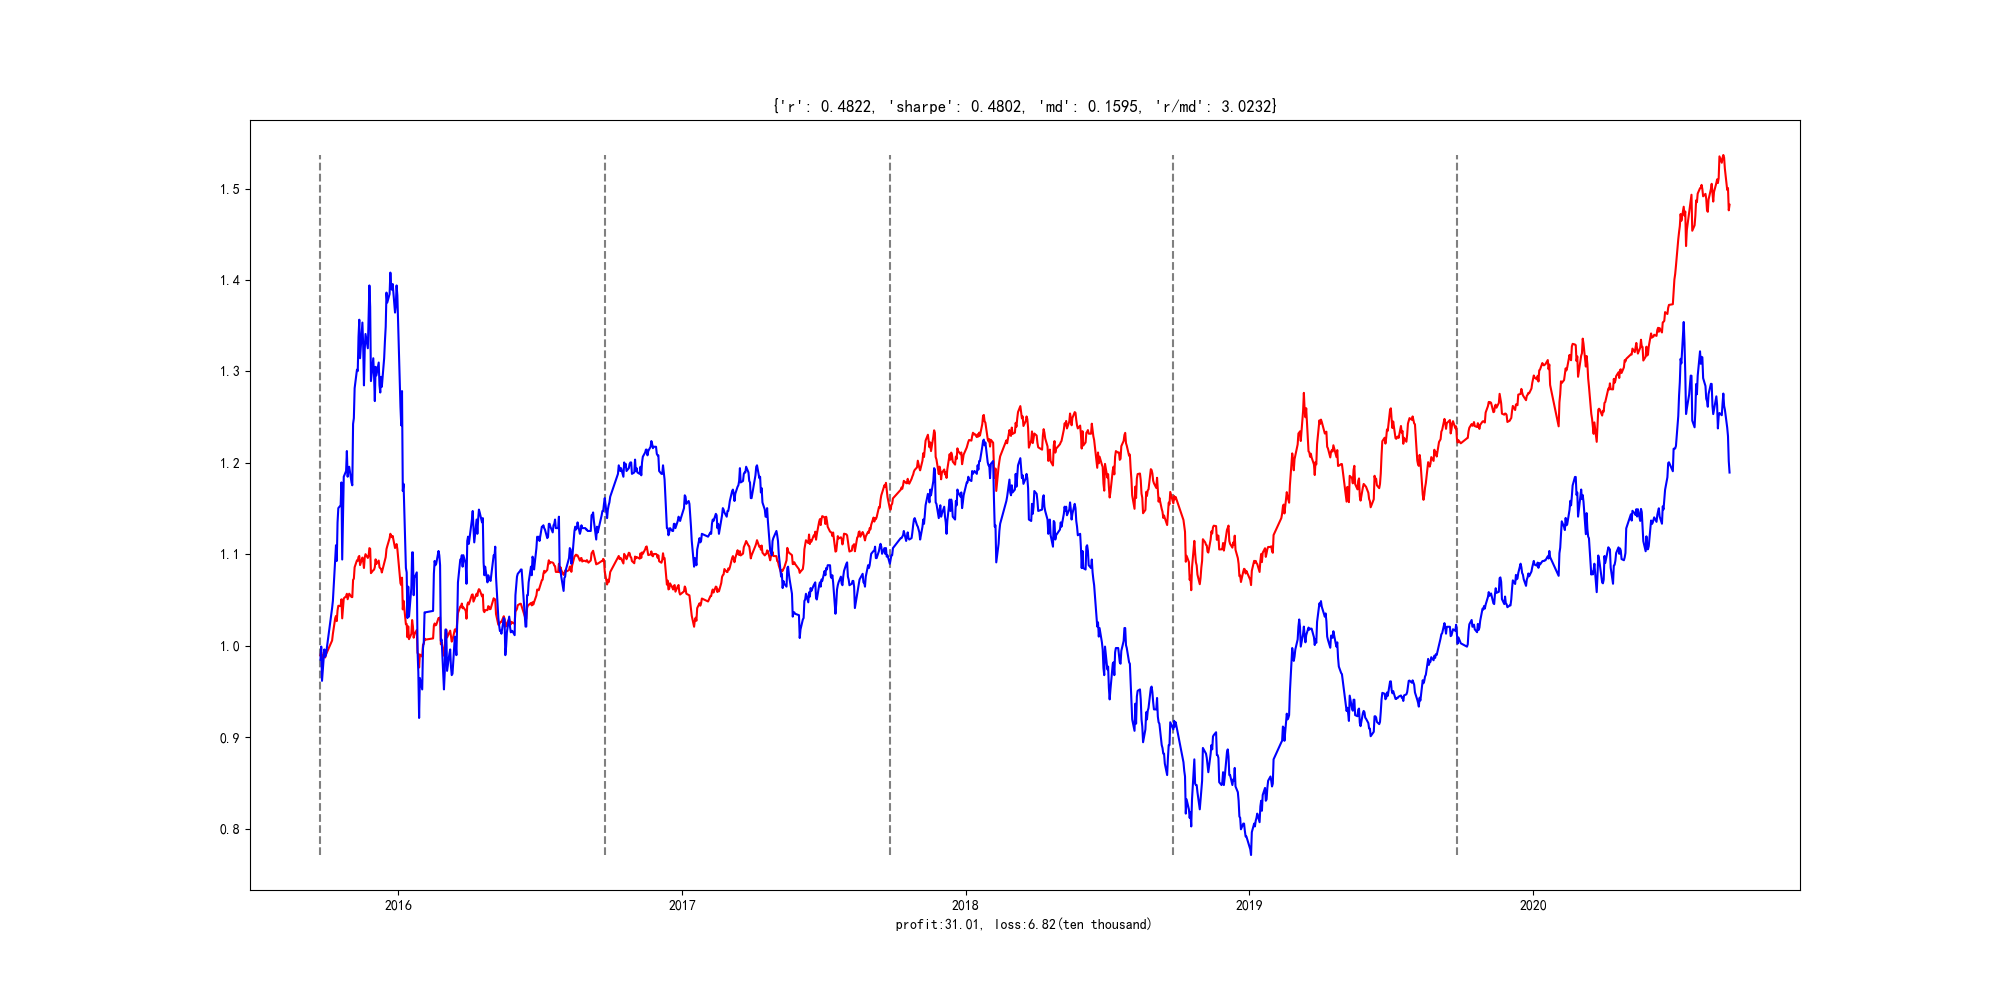 {'r': 0.4822, 'sharpe': 0.4802, 'md': 0.1595, 'r/md': 3.0232}
1.5
1.4
1.3
1.2
1.1
1.0
0.9
0.8
2016 2017 2018 2019 2020
profit:31.01, loss:6.82(ten thousand)